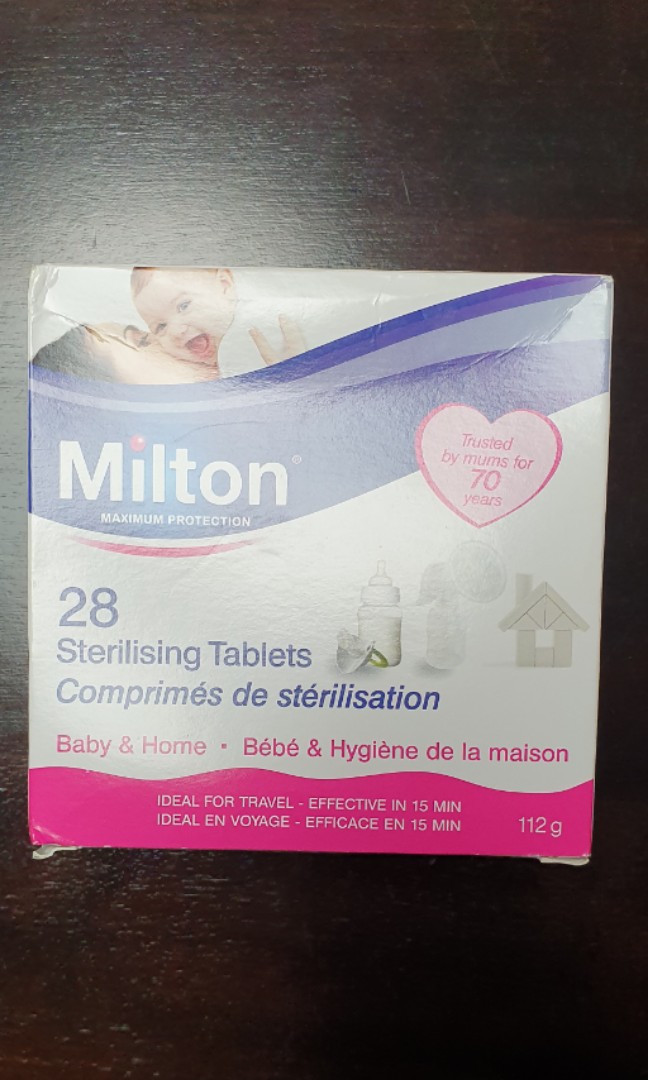 Milton®
MAXIMUM PROTECTION
Trusted
by mums for
70
years
28
Sterilising Tablets
Comprimés de stérilisation
Baby & Home • Bébé & Hygiène de la maison
IDEAL FOR TRAVEL - EFFECTIVE IN 15 MIN
IDEAL EN VOYAGE - EFFICACE EN 15 MIN
112 g